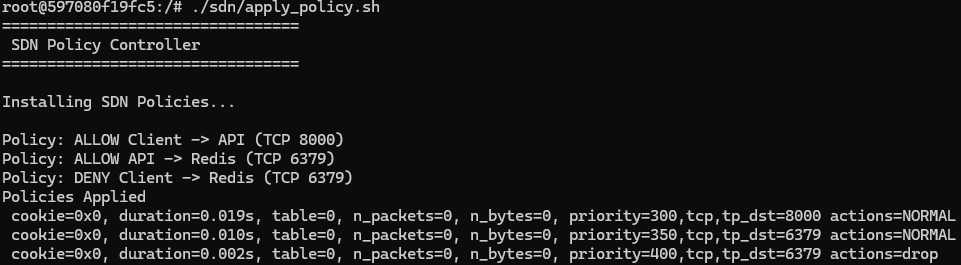 root@597080f19fc5:/# ./sdn/apply_policy.sh
=================================
 SDN Policy Controller
=================================
Installing SDN Policies...
Policy: ALLOW Client -> API (TCP 8000)
Policy: ALLOW API -> Redis (TCP 6379)
Policy: DENY Client -> Redis (TCP 6379)
Policies Applied
 cookie=0x0, duration=0.019s, table=0, n_packets=0, n_bytes=0, priority=300,tcp,tp_dst=8000 actions=NORMAL
 cookie=0x0, duration=0.010s, table=0, n_packets=0, n_bytes=0, priority=350,tcp,tp_dst=6379 actions=NORMAL
 cookie=0x0, duration=0.002s, table=0, n_packets=0, n_bytes=0, priority=400,tcp,tp_dst=6379 actions=drop